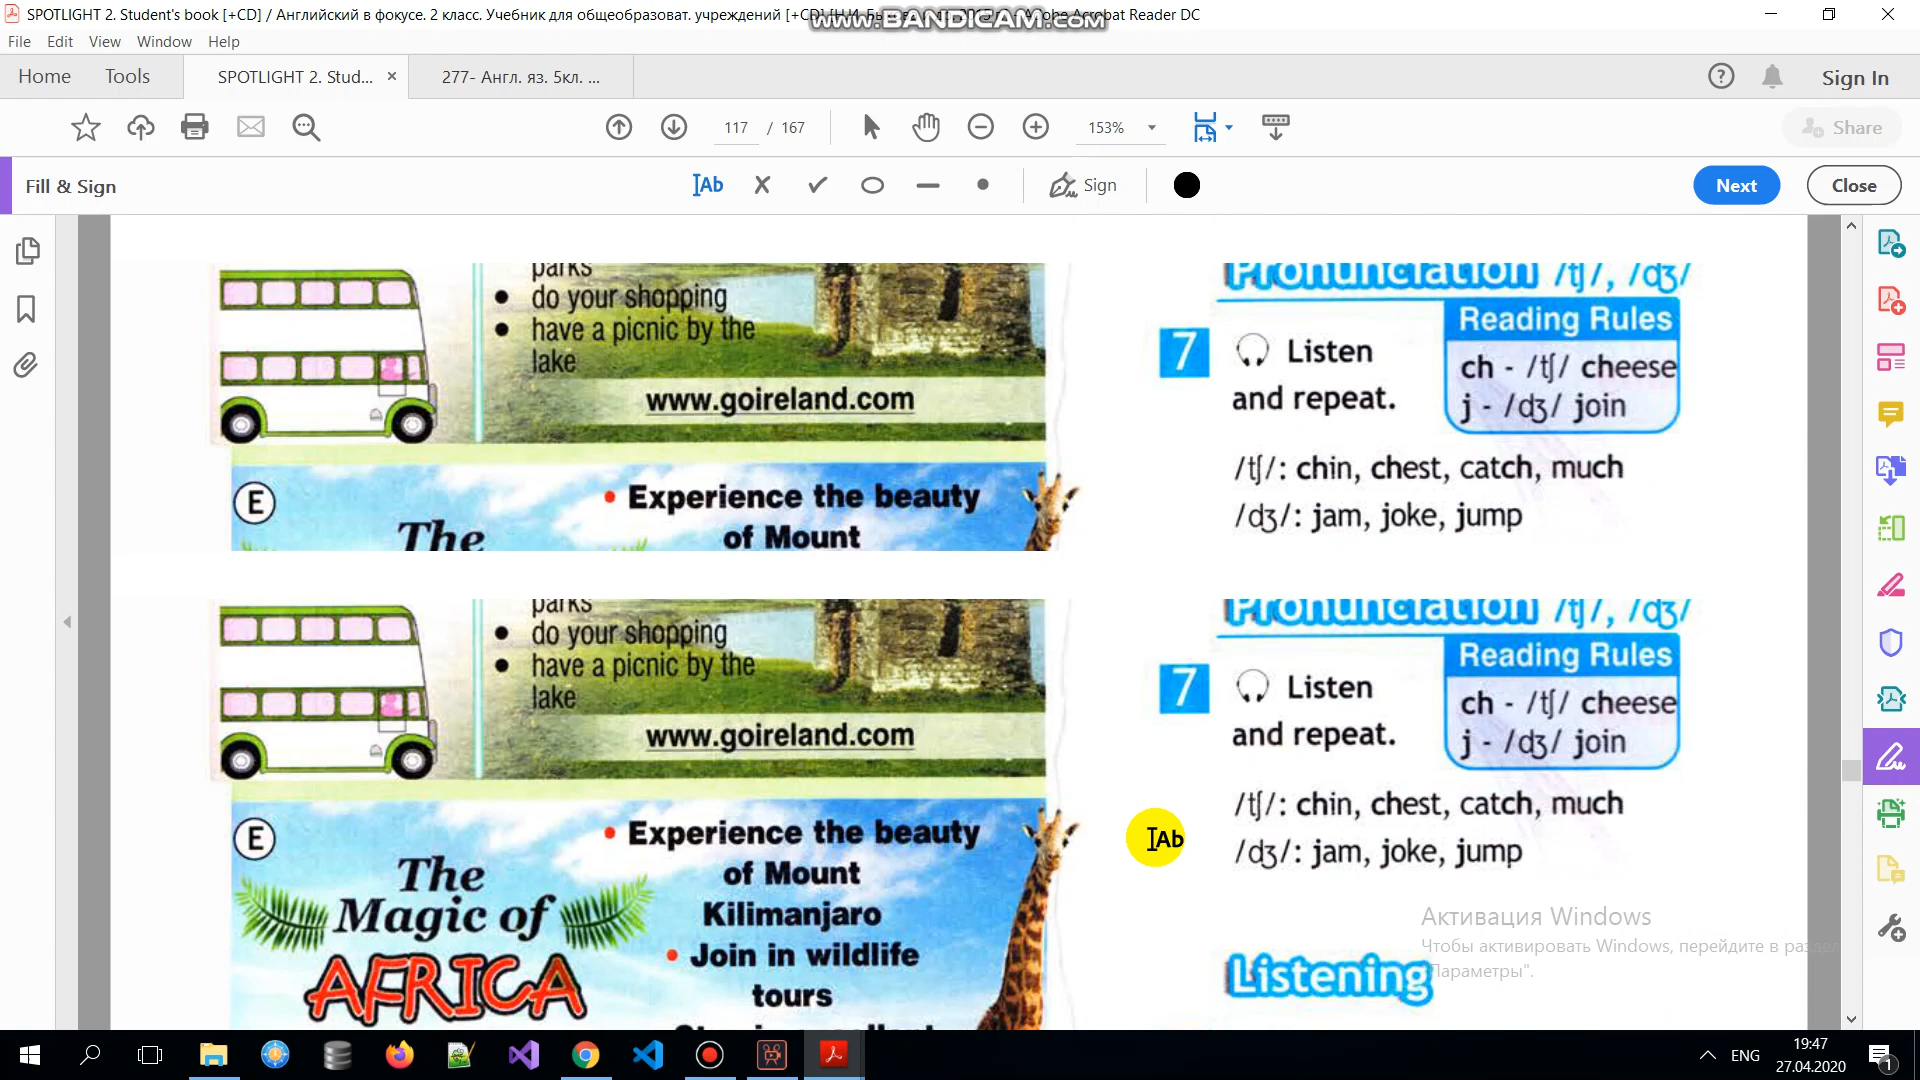 SPOTLIGHT 2. Student's book [+CD] / Английский в фокусе. 2 класс. Учебник для общеобразоват. учреждений [+CD]
Adobe Acrobat Reader DC
www.BANDICAM.com
File Edit View Window Help
Home Tools SPOTLIGHT 2. Stud... × 277- Англ. яз. 5кл. ... Sign In
117 / 167 153% Share
Fill & Sign IAb Sign Next Close
parks
• do your shopping
• have a picnic by the
lake
www.goireland.com
E
The
• Experience the beauty
of Mount
Pronunciation /tʃ/, /dʒ/
Reading Rules
7 Listen
and repeat.
ch - /tʃ/ cheese
j - /dʒ/ join
/tʃ/: chin, chest, catch, much
/dʒ/: jam, joke, jump
parks
• do your shopping
• have a picnic by the
lake
www.goireland.com
E
The
Magic of
AFRICA
• Experience the beauty
of Mount
Kilimanjaro
• Join in wildlife
tours
Pronunciation /tʃ/, /dʒ/
Reading Rules
7 Listen
and repeat.
ch - /tʃ/ cheese
j - /dʒ/ join
/tʃ/: chin, chest, catch, much
/dʒ/: jam, joke, jump
IAb
Listening
Активация Windows
Чтобы активировать Windows, перейдите в раздел
"Параметры".
ENG
19:47
27.04.2020
1